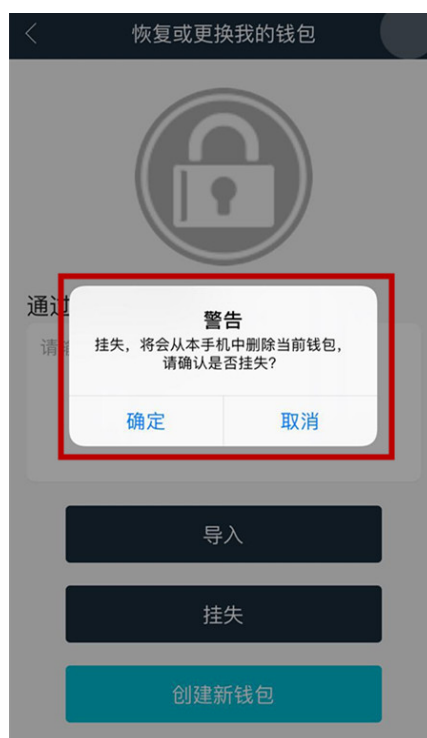 恢复或更换我的钱包
通过
请
警告
挂失，将会从本手机中删除当前钱包，
请确认是否挂失？
确定
取消
导入
挂失
创建新钱包